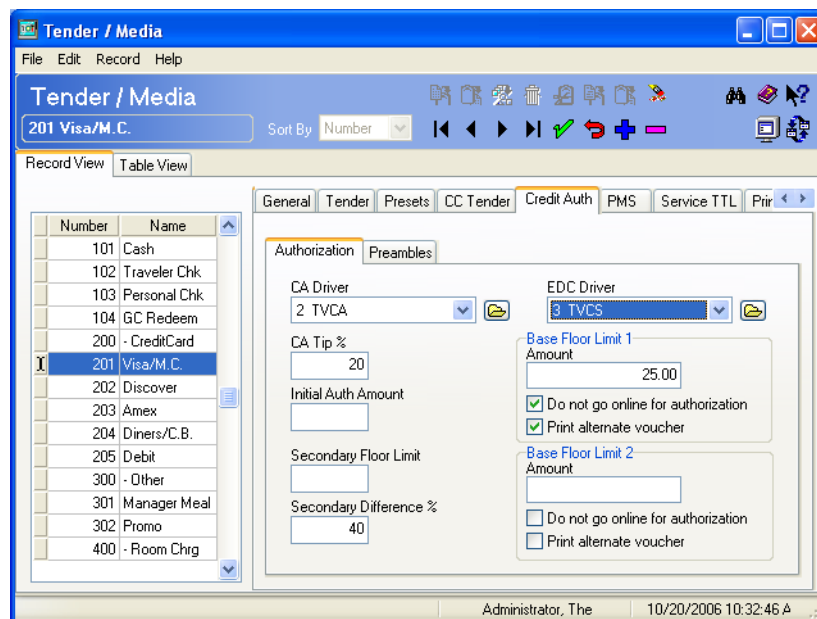 Tender / Media
File Edit Record Help
Tender / Media
201 Visa/M.C.
Sort By Number
Record View Table View
General Tender Presets CC Tender Credit Auth PMS Service TTL Prin
Number Name
101 Cash
102 Traveler Chk
103 Personal Chk
104 GC Redeem
200 - CreditCard
201 Visa/M.C.
202 Discover
203 Amex
204 Diners/C.B.
205 Debit
300 - Other
301 Manager Meal
302 Promo
400 - Room Chrg
Authorization Preambles
CA Driver
2 TVCA
CA Tip %
20
Initial Auth Amount
Secondary Floor Limit
Secondary Difference %
40
EDC Driver
3 TVCS
Base Floor Limit 1
Amount
25.00
Do not go online for authorization
Print alternate voucher
Base Floor Limit 2
Amount
Do not go online for authorization
Print alternate voucher
Administrator, The 10/20/2006 10:32:46 A